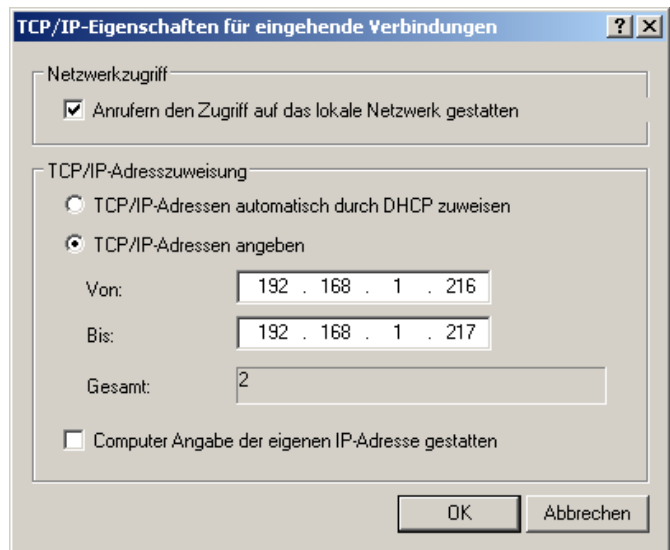 TCP/IP-Eigenschaften für eingehende Verbindungen
Netzwerkzugriff
Anrufern den Zugriff auf das lokale Netzwerk gestatten
TCP/IP-Adresszuweisung
TCP/IP-Adressen automatisch durch DHCP zuweisen
TCP/IP-Adressen angeben
Von: 192 . 168 . 1 . 216
Bis: 192 . 168 . 1 . 217
Gesamt: 2
Computer Angabe der eigenen IP-Adresse gestatten
OK Abbrechen